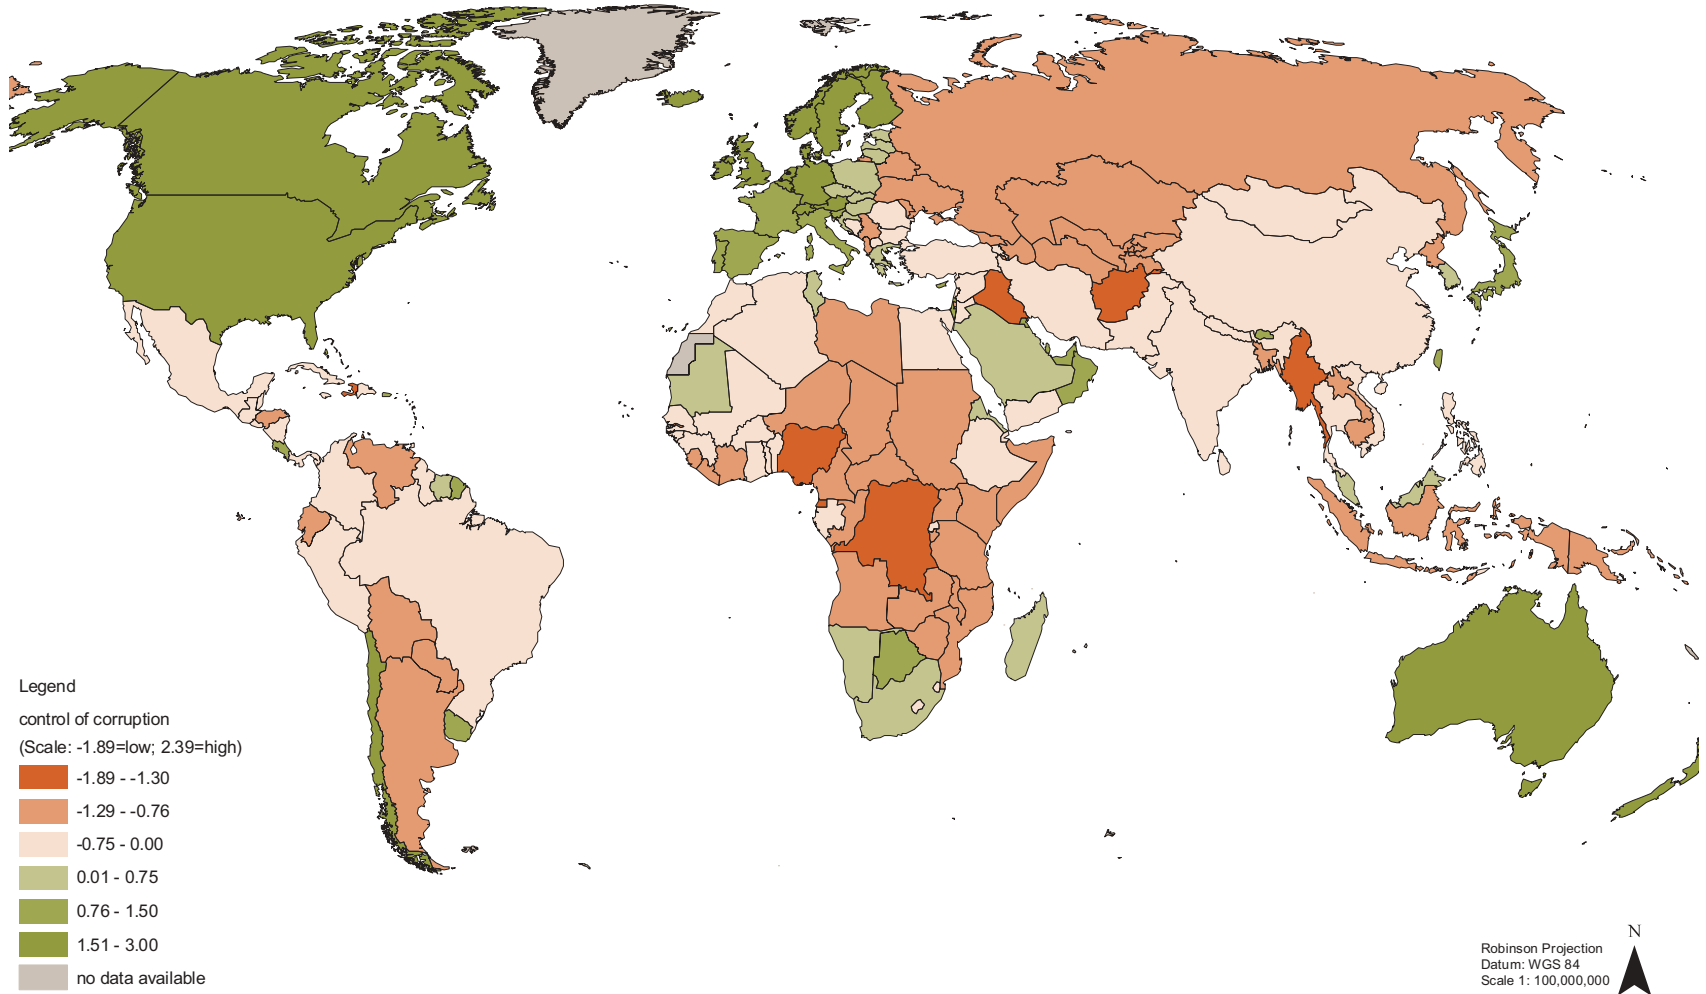 Legend
control of corruption
(Scale: -1.89=low; 2.39=high)
-1.89 - -1.30
-1.29 - -0.76
-0.75 - 0.00
0.01 - 0.75
0.76 - 1.50
1.51 - 3.00
no data available
N
Robinson Projection
Datum: WGS 84
Scale 1: 100,000,000